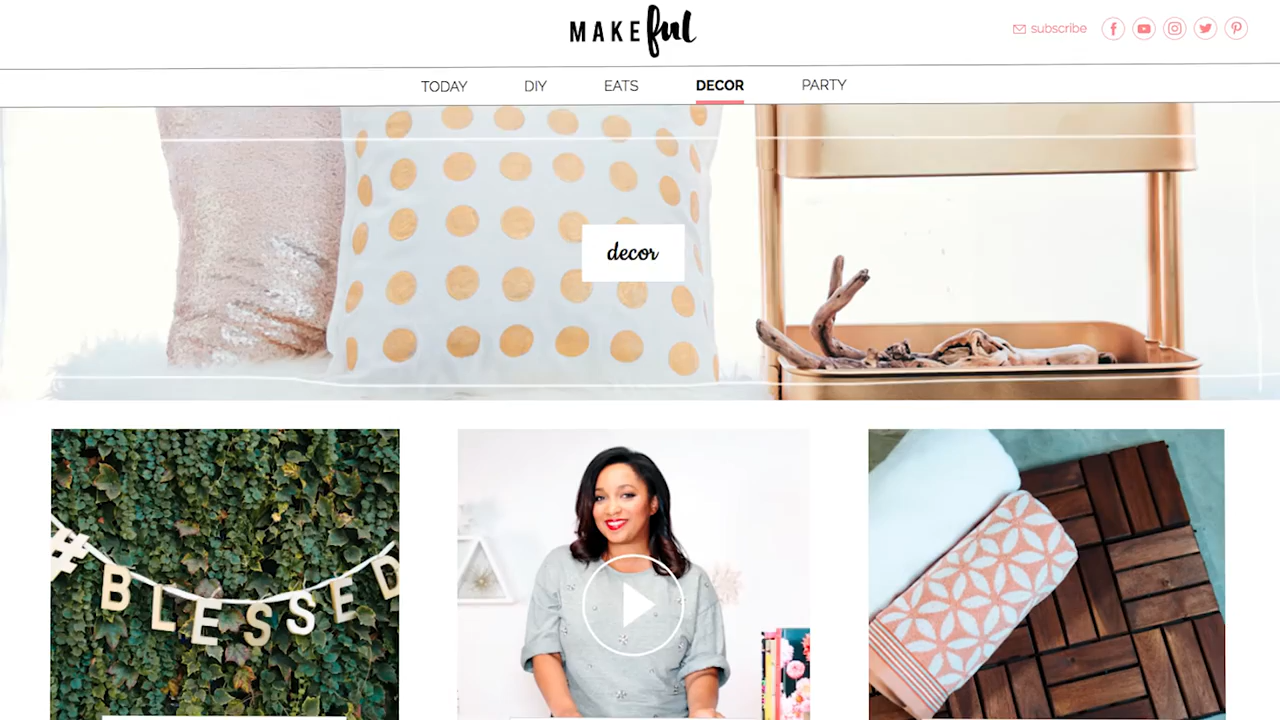 MAKEful
subscribe
TODAY DIY EATS DECOR PARTY
decor
#BLESSED